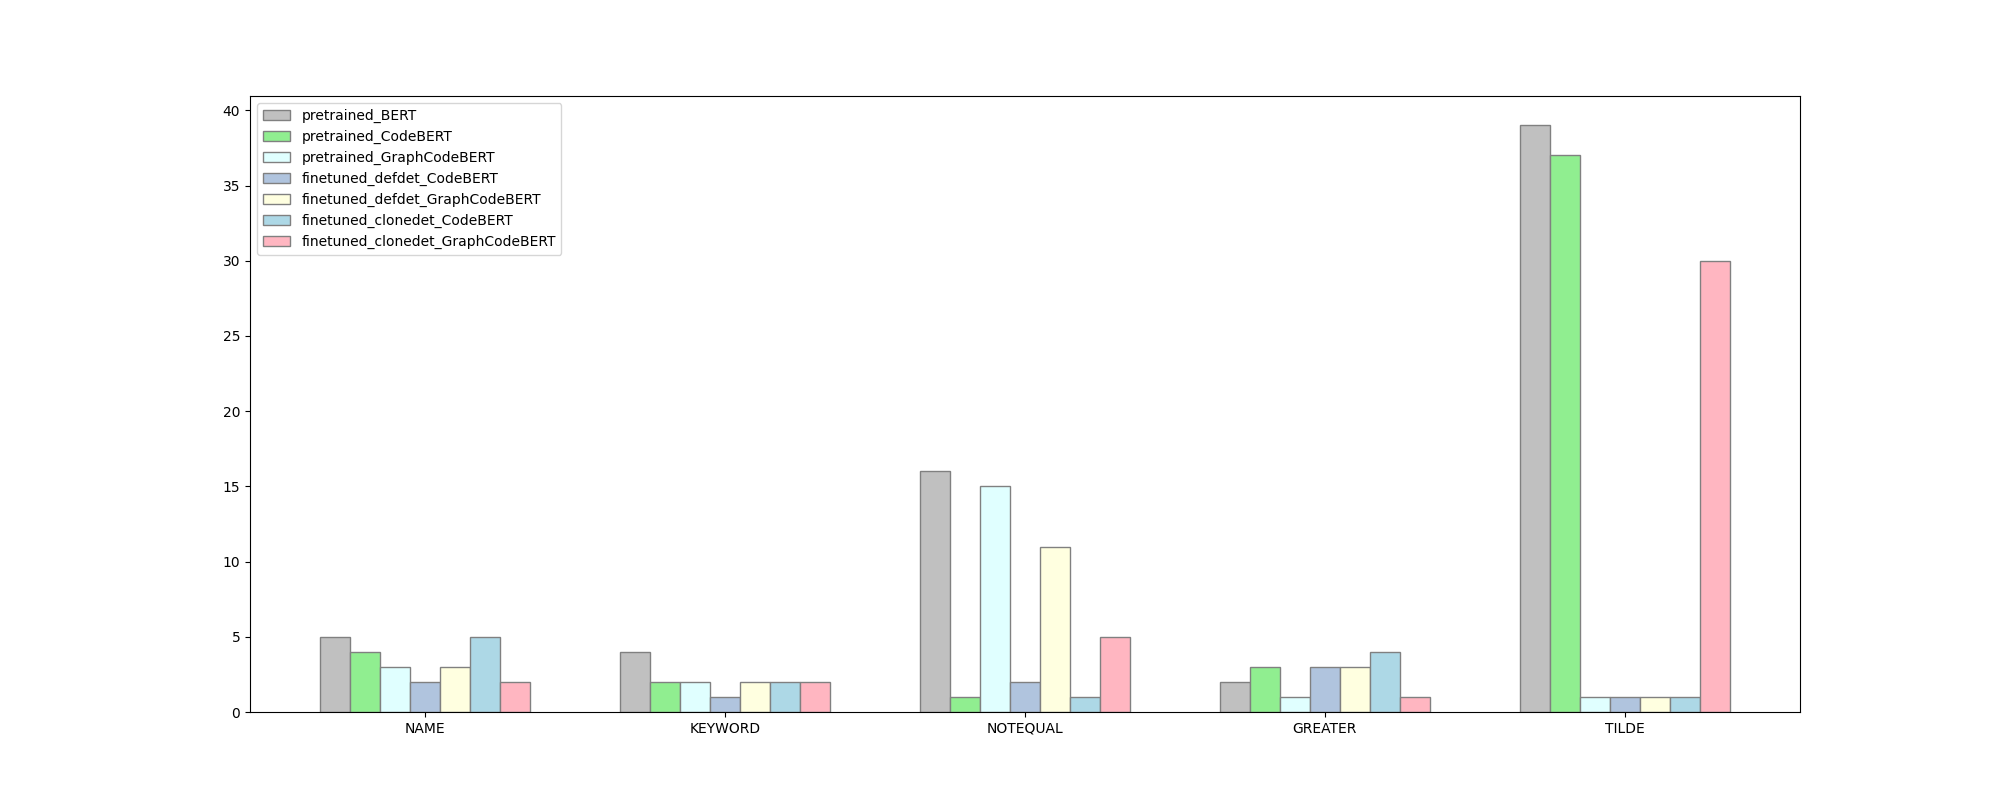 40
35
30
25
20
15
10
5
0
pretrained_BERT
pretrained_CodeBERT
pretrained_GraphCodeBERT
finetuned_defdet_CodeBERT
finetuned_defdet_GraphCodeBERT
finetuned_clonedet_CodeBERT
finetuned_clonedet_GraphCodeBERT
NAME KEYWORD NOTEQUAL GREATER TILDE